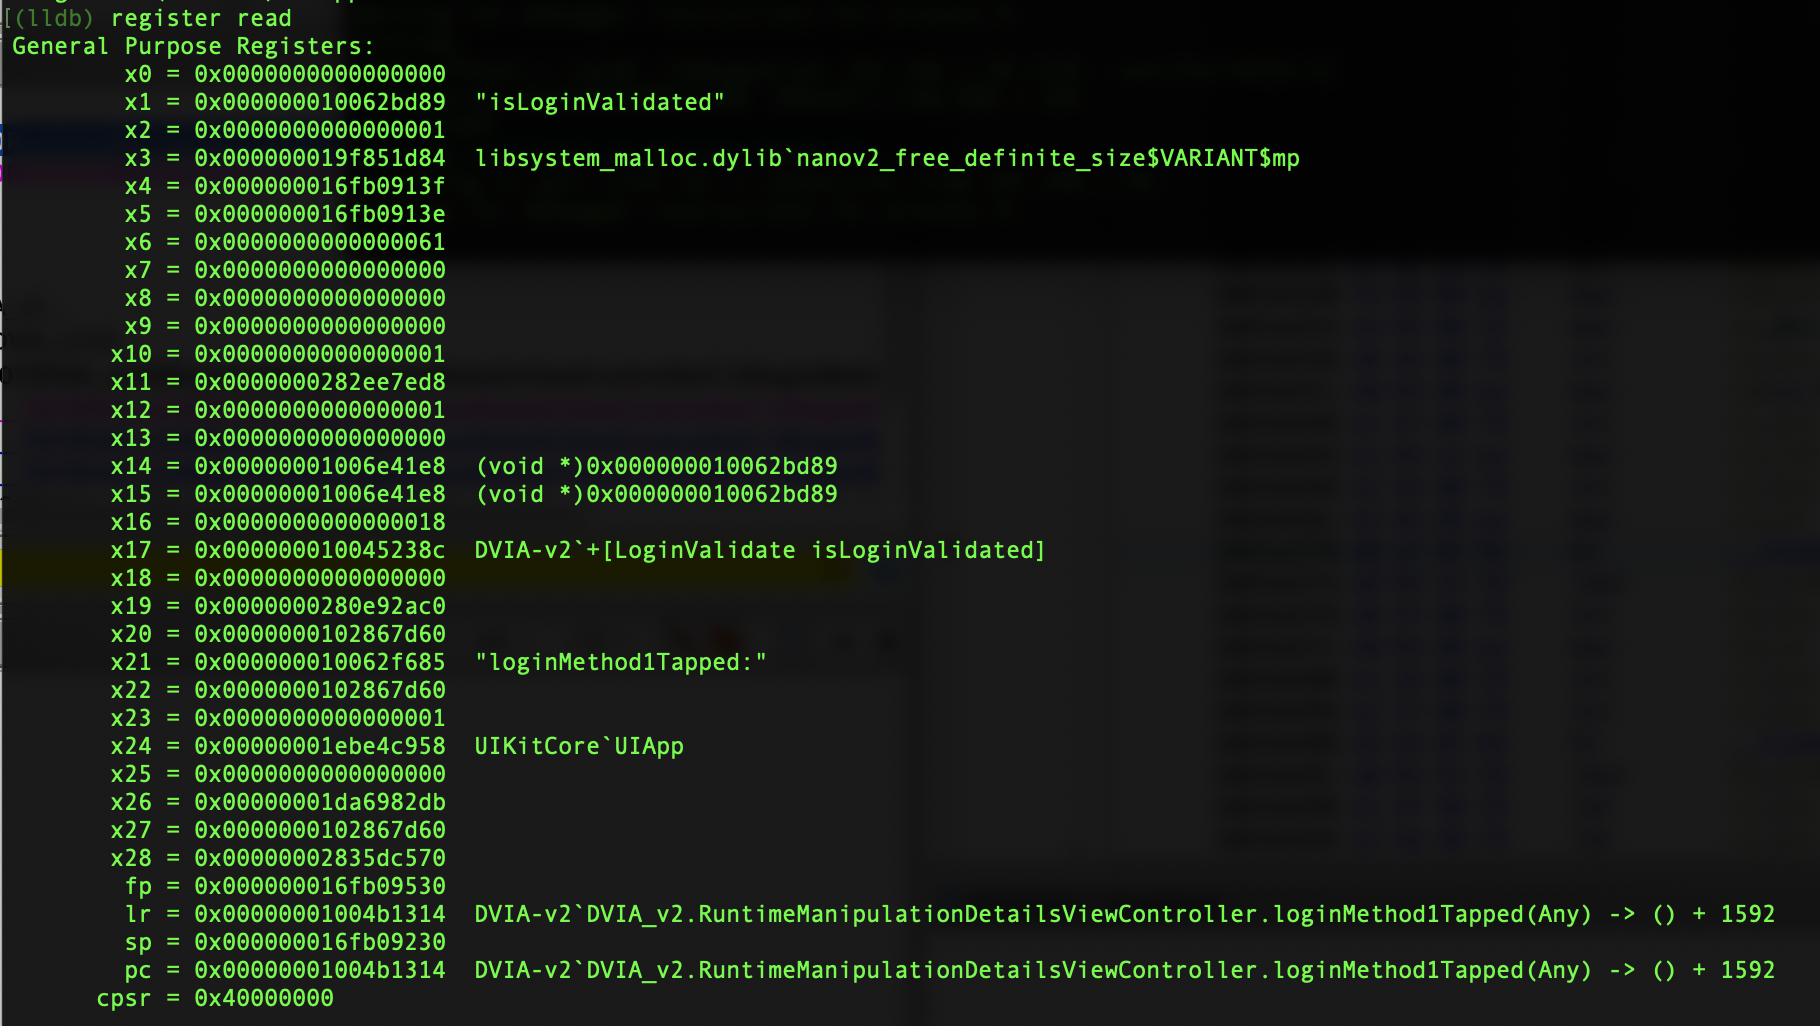 [(lldb) register read
General Purpose Registers:
x0 = 0x0000000000000000
x1 = 0x000000010062bd89 "isLoginValidated"
x2 = 0x0000000000000001
x3 = 0x000000019f851d84 libsystem_malloc.dylib`nanov2_free_definite_size$VARIANT$mp
x4 = 0x000000016fb0913f
x5 = 0x000000016fb0913e
x6 = 0x0000000000000061
x7 = 0x0000000000000000
x8 = 0x0000000000000000
x9 = 0x0000000000000000
x10 = 0x0000000000000001
x11 = 0x0000000282ee7ed8
x12 = 0x0000000000000001
x13 = 0x0000000000000000
x14 = 0x00000001006e41e8 (void *)0x000000010062bd89
x15 = 0x00000001006e41e8 (void *)0x000000010062bd89
x16 = 0x0000000000000018
x17 = 0x000000010045238c DVIA-v2`+[LoginValidate isLoginValidated]
x18 = 0x0000000000000000
x19 = 0x0000000280e92ac0
x20 = 0x0000000102867d60
x21 = 0x000000010062f685 "loginMethod1Tapped:"
x22 = 0x0000000102867d60
x23 = 0x0000000000000001
x24 = 0x00000001ebe4c958 UIKitCore`UIApp
x25 = 0x0000000000000000
x26 = 0x00000001da6982db
x27 = 0x0000000102867d60
x28 = 0x00000002835dc570
fp = 0x000000016fb09530
lr = 0x00000001004b1314 DVIA-v2`DVIA_v2.RuntimeManipulationDetailsViewController.loginMethod1Tapped(Any) -> () + 1592
sp = 0x000000016fb09230
pc = 0x00000001004b1314 DVIA-v2`DVIA_v2.RuntimeManipulationDetailsViewController.loginMethod1Tapped(Any) -> () + 1592
cpsr = 0x40000000